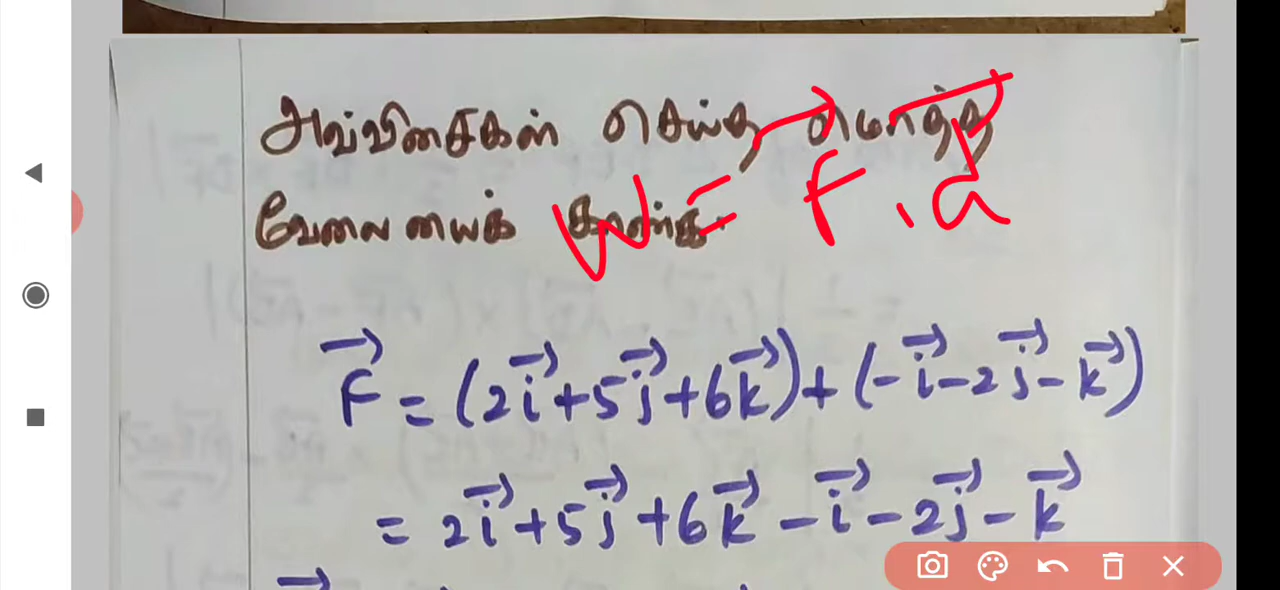 அவ்விசைகள் செய்த மொத்த
வேலையைக் காண்க.
W = F⃗ . d⃗
F⃗ = (2i⃗ + 5j⃗ + 6k⃗) + (-i⃗ - 2j⃗ - k⃗)
= 2i⃗ + 5j⃗ + 6k⃗ - i⃗ - 2j⃗ - k⃗